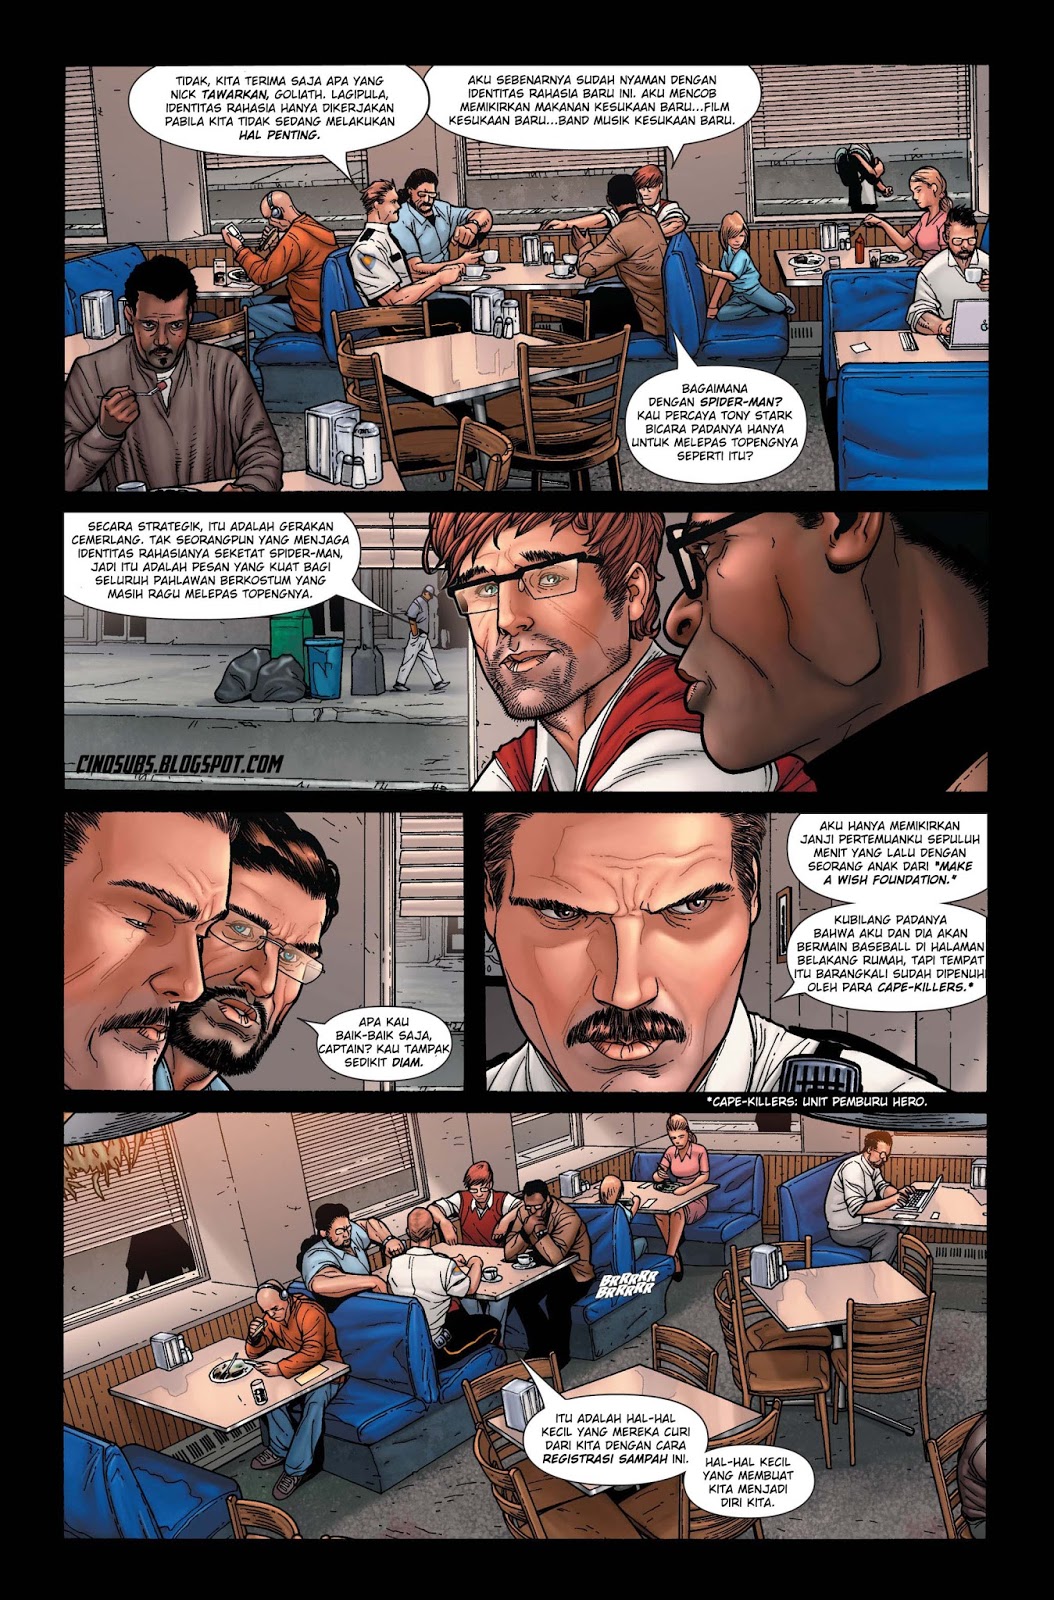 TIDAK, KITA TERIMA SAJA APA YANG
NICK TAWARKAN, GOLIATH. LAGIPULA,
IDENTITAS RAHASIA HANYA DIKERJAKAN
PABILA KITA TIDAK SEDANG MELAKUKAN
HAL PENTING.
AKU SEBENARNYA SUDAH NYAMAN DENGAN
IDENTITAS RAHASIA BARU INI. AKU MENCOB
MEMIKIRKAN MAKANAN KESUKAAN BARU...FILM
KESUKAAN BARU...BAND MUSIK KESUKAAN BARU.
BAGAIMANA
DENGAN SPIDER-MAN?
KAU PERCAYA TONY STARK
BICARA PADANYA HANYA
UNTUK MELEPAS TOPENGNYA
SEPERTI ITU?
SECARA STRATEGIK, ITU ADALAH GERAKAN
CEMERLANG. TAK SEORANGPUN YANG MENJAGA
IDENTITAS RAHASIANYA SEKETAT SPIDER-MAN,
JADI ITU ADALAH PESAN YANG KUAT BAGI
SELURUH PAHLAWAN BERKOSTUM YANG
MASIH RAGU MELEPAS TOPENGNYA.
CINOSUBS.BLOGSPOT.COM
APA KAU
BAIK-BAIK SAJA,
CAPTAIN? KAU TAMPAK
SEDIKIT DIAM.
AKU HANYA MEMIKIRKAN
JANJI PERTEMUANKU SEPULUH
MENIT YANG LALU DENGAN
SEORANG ANAK DARI "MAKE
A WISH FOUNDATION."
KUBILANG PADANYA
BAHWA AKU DAN DIA AKAN
BERMAIN BASEBALL DI HALAMAN
BELAKANG RUMAH, TAPI TEMPAT
ITU BARANGKALI SUDAH DIPENUHI
OLEH PARA CAPE-KILLERS.*
*CAPE-KILLERS: UNIT PEMBURU HERO.
BRRRRR
BRRRRR
ITU ADALAH HAL-HAL
KECIL YANG MEREKA CURI
DARI KITA DENGAN CARA
REGISTRASI SAMPAH INI.
HAL-HAL KECIL
YANG MEMBUAT
KITA MENJADI
DIRI KITA.